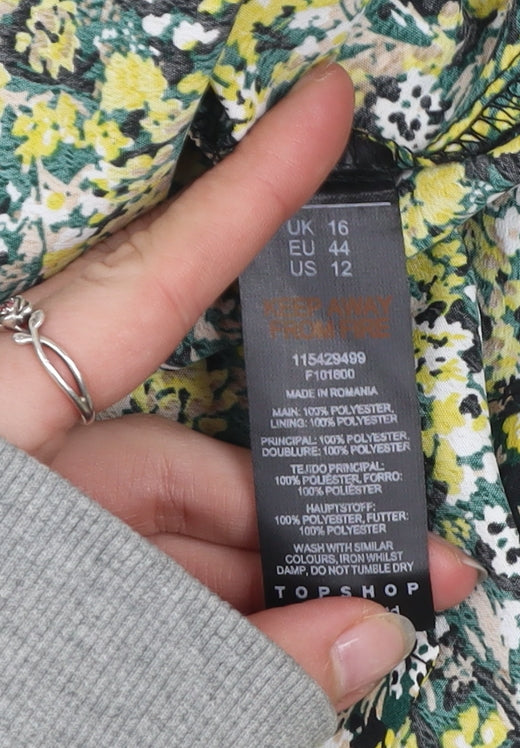 UK 16
EU 44
US 12
KEEP AWAY
FROM FIRE
115429499
F101600
MADE IN ROMANIA
MAIN: 100% POLYESTER,
LINING: 100% POLYESTER
PRINCIPAL: 100% POLYESTER,
DOUBLURE: 100% POLYESTER
TEJIDO PRINCIPAL:
100% POLIÉSTER, FORRO:
100% POLIÉSTER
HAUPTSTOFF:
100% POLYESTER, FUTTER:
100% POLYESTER
WASH WITH SIMILAR
COLOURS, IRON WHILST
DAMP, DO NOT TUMBLE DRY
TOPSHOP